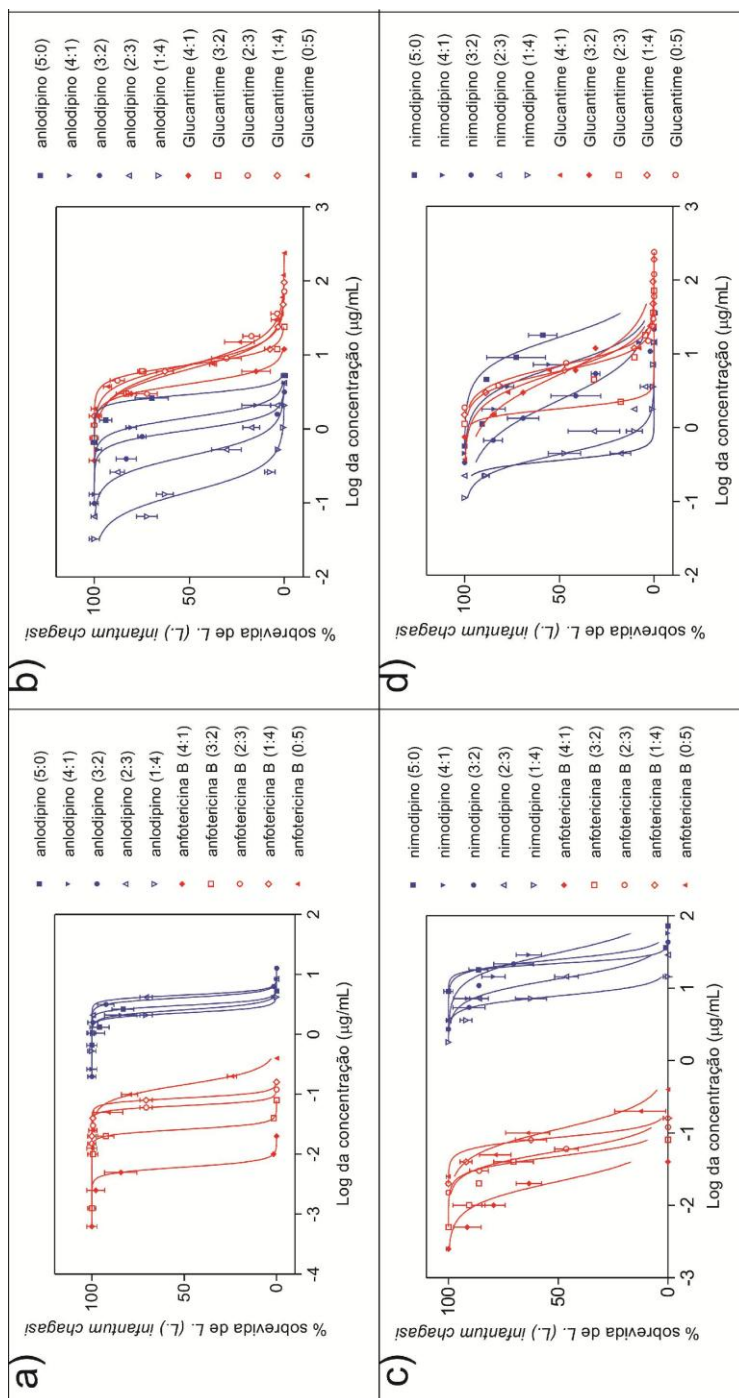 a)
% sobrevida de L. (L.) infantum chagasi
100
50
0
-4
-3
-2
-1
0
1
2
Log da concentração (µg/mL)
anlodipino (5:0)
anlodipino (4:1)
anlodipino (3:2)
anlodipino (2:3)
anlodipino (1:4)
anfotericina B (4:1)
anfotericina B (3:2)
anfotericina B (2:3)
anfotericina B (1:4)
anfotericina B (0:5)
b)
% sobrevida de L. (L.) infantum chagasi
100
50
0
-2
-1
0
1
2
3
Log da concentração (µg/mL)
anlodipino (5:0)
anlodipino (4:1)
anlodipino (3:2)
anlodipino (2:3)
anlodipino (1:4)
Glucantime (4:1)
Glucantime (3:2)
Glucantime (2:3)
Glucantime (1:4)
Glucantime (0:5)
c)
% sobrevida de L. (L.) infantum chagasi
100
50
0
-3
-2
-1
0
1
2
Log da concentração (µg/mL)
nimodipino (5:0)
nimodipino (4:1)
nimodipino (3:2)
nimodipino (2:3)
nimodipino (1:4)
anfotericina B (4:1)
anfotericina B (3:2)
anfotericina B (2:3)
anfotericina B (1:4)
anfotericina B (0:5)
d)
% sobrevida de L. (L.) infantum chagasi
100
50
0
-2
-1
0
1
2
3
Log da concentração (µg/mL)
nimodipino (5:0)
nimodipino (4:1)
nimodipino (3:2)
nimodipino (2:3)
nimodipino (1:4)
Glucantime (4:1)
Glucantime (3:2)
Glucantime (2:3)
Glucantime (1:4)
Glucantime (0:5)